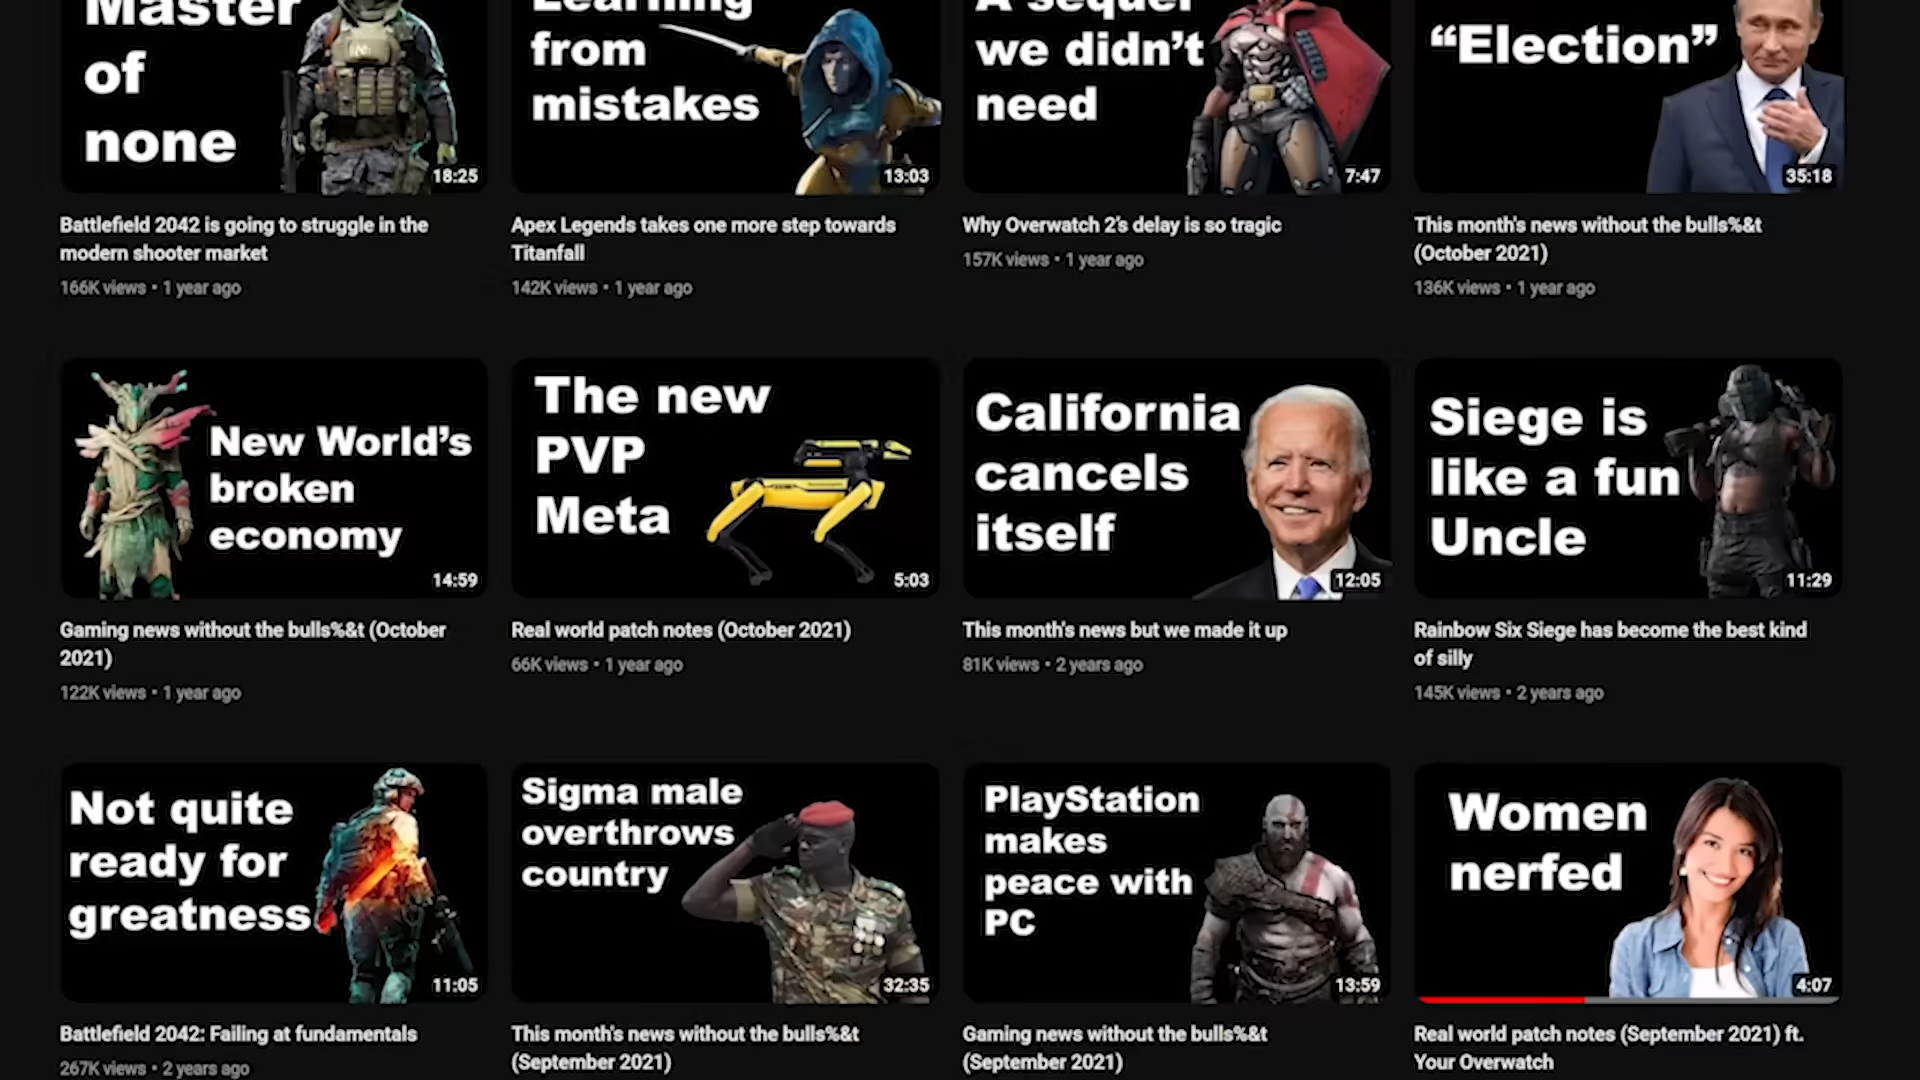 Master
of
none
18:25
Learning
from
mistakes
13:03
A sequel
we didn't
need
7:47
“Election”
35:18
Battlefield 2042 is going to struggle in the
modern shooter market
166K views • 1 year ago
Apex Legends takes one more step towards
Titanfall
142K views • 1 year ago
Why Overwatch 2's delay is so tragic
157K views • 1 year ago
This month's news without the bulls%&t
(October 2021)
136K views • 1 year ago
New World's
broken
economy
14:59
The new
PVP
Meta
5:03
California
cancels
itself
12:05
Siege is
like a fun
Uncle
11:29
Gaming news without the bulls%&t (October
2021)
122K views • 1 year ago
Real world patch notes (October 2021)
66K views • 1 year ago
This month's news but we made it up
81K views • 2 years ago
Rainbow Six Siege has become the best kind
of silly
145K views • 2 years ago
Not quite
ready for
greatness
11:05
Sigma male
overthrows
country
32:35
PlayStation
makes
peace with
PC
13:59
Women
nerfed
4:07
Battlefield 2042: Failing at fundamentals
267K views • 2 years ago
This month's news without the bulls%&t
(September 2021)
Gaming news without the bulls%&t
(September 2021)
Real world patch notes (September 2021) ft.
Your Overwatch